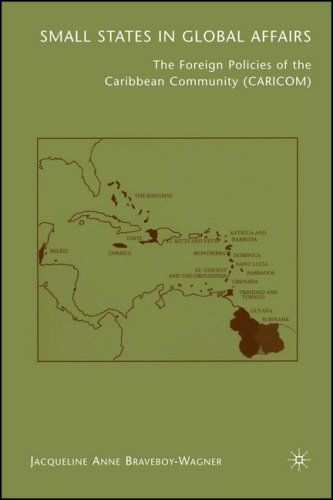 SMALL STATES IN GLOBAL AFFAIRS
The Foreign Policies of the
Caribbean Community (CARICOM)
THE BAHAMAS
HAITI
ST. KITTS AND NEVIS
ANTIGUA AND
BARBUDA
BELIZE
JAMAICA
MONTSERRAT
DOMINICA
SAINT LUCIA
ST. VINCENT
AND THE GRENADINES
BARBADOS
GRENADA
TRINIDAD AND
TOBAGO
GUYANA
SURINAME
JACQUELINE ANNE BRAVEBOY-WAGNER